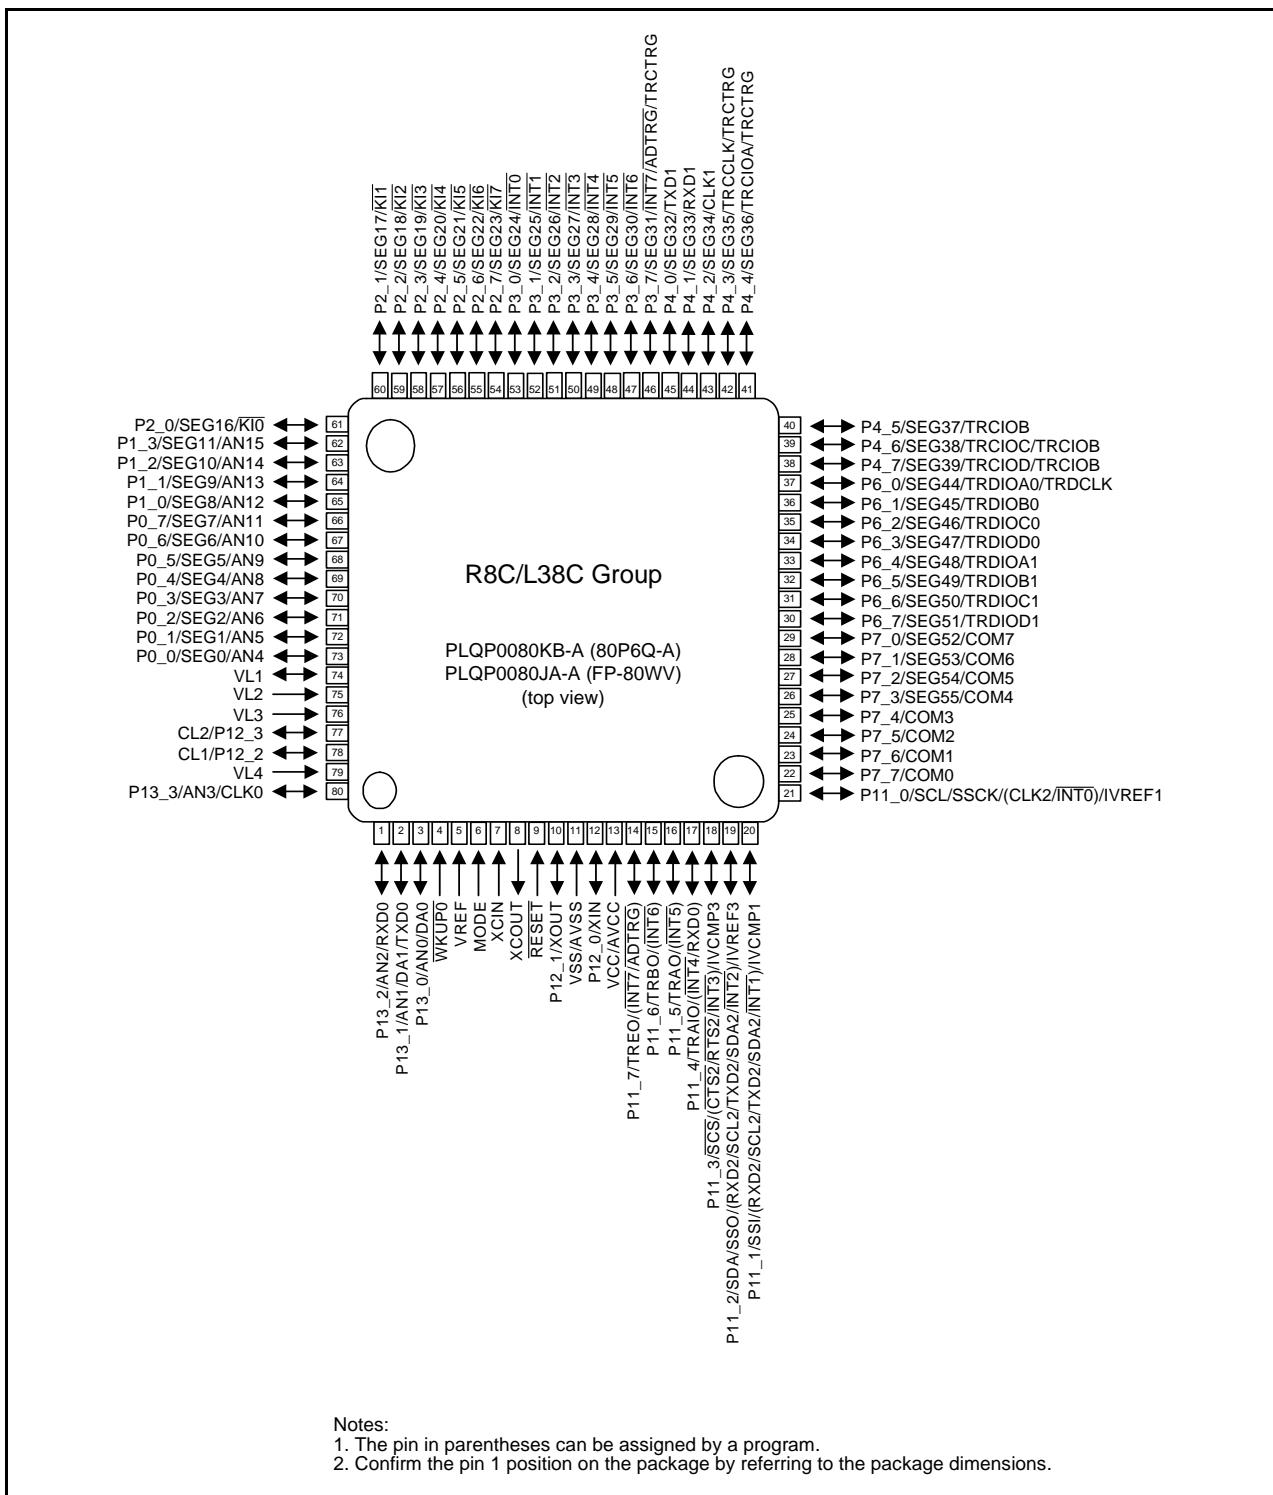 P2_1/SEG17/KI1
P2_2/SEG18/KI2
P2_3/SEG19/KI3
P2_4/SEG20/KI4
P2_5/SEG21/KI5
P2_6/SEG22/KI6
P2_7/SEG23/KI7
P3_0/SEG24/INT0
P3_1/SEG25/INT1
P3_2/SEG26/INT2
P3_3/SEG27/INT3
P3_4/SEG28/INT4
P3_5/SEG29/INT5
P3_6/SEG30/INT6
P3_7/SEG31/INT7/ADTRG/TRCTRG
P4_0/SEG32/TXD1
P4_1/SEG33/RXD1
P4_2/SEG34/CLK1
P4_3/SEG35/TRCCLK/TRCTRG
P4_4/SEG36/TRCIOA/TRCTRG
60 59 58 57 56 55 54 53 52 51 50 49 48 47 46 45 44 43 42 41
P2_0/SEG16/KI0 61
P1_3/SEG11/AN15 62
P1_2/SEG10/AN14 63
P1_1/SEG9/AN13 64
P1_0/SEG8/AN12 65
P0_7/SEG7/AN11 66
P0_6/SEG6/AN10 67
P0_5/SEG5/AN9 68
P0_4/SEG4/AN8 69
P0_3/SEG3/AN7 70
P0_2/SEG2/AN6 71
P0_1/SEG1/AN5 72
P0_0/SEG0/AN4 73
VL1 74
VL2 75
VL3 76
CL2/P12_3 77
CL1/P12_2 78
VL4 79
P13_3/AN3/CLK0 80
R8C/L38C Group
PLQP0080KB-A (80P6Q-A)
PLQP0080JA-A (FP-80WV)
(top view)
40 P4_5/SEG37/TRCIOB
39 P4_6/SEG38/TRCIOC/TRCIOB
38 P4_7/SEG39/TRCIOD/TRCIOB
37 P6_0/SEG44/TRDIOA0/TRDCLK
36 P6_1/SEG45/TRDIOB0
35 P6_2/SEG46/TRDIOC0
34 P6_3/SEG47/TRDIOD0
33 P6_4/SEG48/TRDIOA1
32 P6_5/SEG49/TRDIOB1
31 P6_6/SEG50/TRDIOC1
30 P6_7/SEG51/TRDIOD1
29 P7_0/SEG52/COM7
28 P7_1/SEG53/COM6
27 P7_2/SEG54/COM5
26 P7_3/SEG55/COM4
25 P7_4/COM3
24 P7_5/COM2
23 P7_6/COM1
22 P7_7/COM0
21 P11_0/SCL/SSCK/(CLK2/INT0)/IVREF1
1 2 3 4 5 6 7 8 9 10 11 12 13 14 15 16 17 18 19 20
P13_2/AN2/RXD0
P13_1/AN1/DA1/TXD0
P13_0/AN0/DA0
WKUP0
VREF
MODE
XCIN
XCOUT
RESET
P12_1/XOUT
VSS/AVSS
P12_0/XIN
VCC/AVCC
P11_7/TREO/(INT7/ADTRG)
P11_6/TRBO/(INT6)
P11_5/TRAO/(INT5)
P11_4/TRAIO/(INT4/RXD0)
P11_3/SCS/(CTS2/RTS2/INT3)/IVCMP3
P11_2/SDA/SSO/(RXD2/SCL2/TXD2/SDA2/INT2)/IVREF3
P11_1/SSI/(RXD2/SCL2/TXD2/SDA2/INT1)/IVCMP1
Notes:
1. The pin in parentheses can be assigned by a program.
2. Confirm the pin 1 position on the package by referring to the package dimensions.